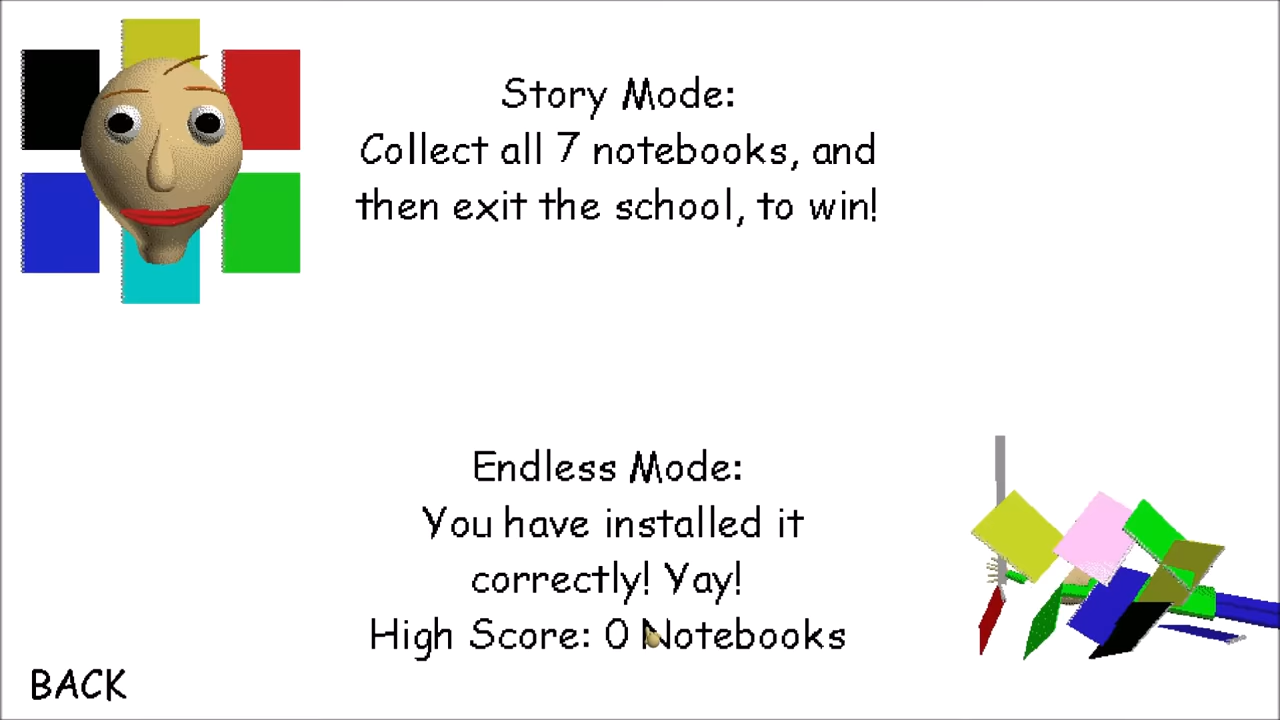 Story Mode:
Collect all 7 notebooks, and
then exit the school, to win!
Endless Mode:
You have installed it
correctly! Yay!
High Score: 0 Notebooks
BACK